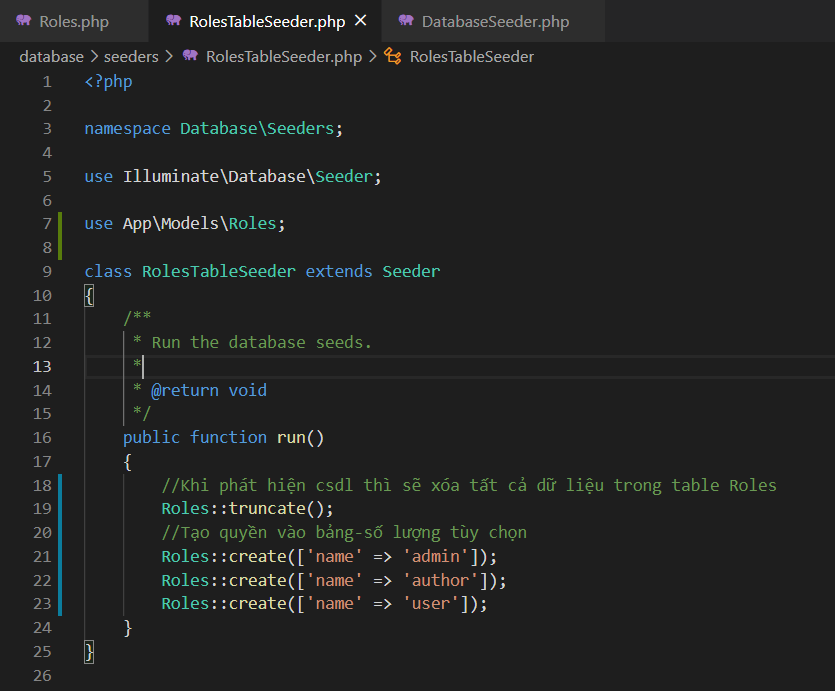 Roles.php RolesTableSeeder.php DatabaseSeeder.php
database > seeders > RolesTableSeeder.php > RolesTableSeeder
1 <?php
2
3 namespace Database\Seeders;
4
5 use Illuminate\Database\Seeder;
6
7 use App\Models\Roles;
8
9 class RolesTableSeeder extends Seeder
10 {
11     /**
12      * Run the database seeds.
13      *
14      * @return void
15      */
16     public function run()
17     {
18         //Khi phát hiện csdl thì sẽ xóa tất cả dữ liệu trong table Roles
19         Roles::truncate();
20         //Tạo quyền vào bảng-số lượng tùy chọn
21         Roles::create(['name' => 'admin']);
22         Roles::create(['name' => 'author']);
23         Roles::create(['name' => 'user']);
24     }
25 }
26